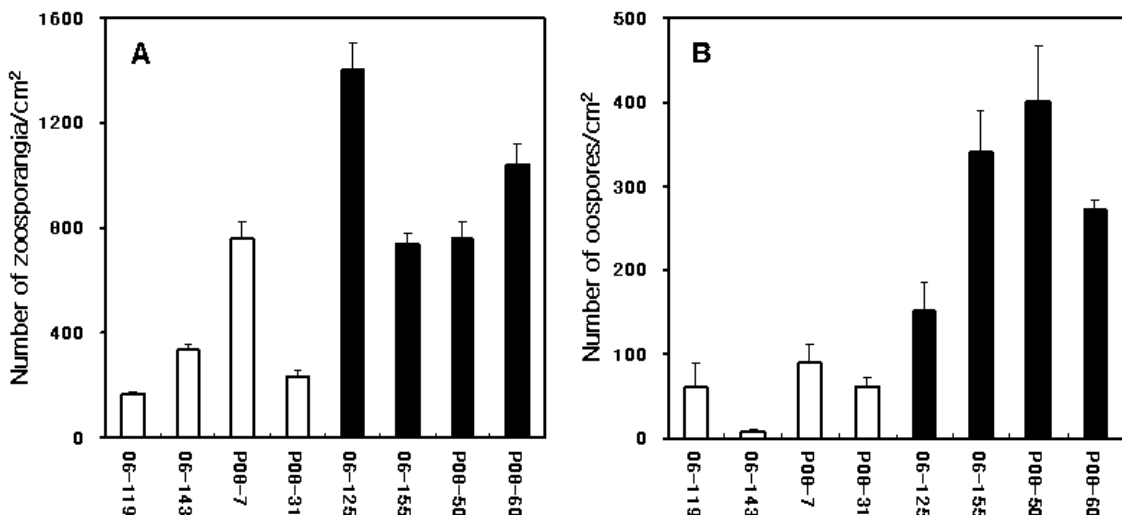 A
Number of zoosporangia/cm²
1600
1200
800
400
0
06-119
06-143
P08-7
P08-31
06-125
06-155
P08-50
P08-60
B
Number of oospores/cm²
500
400
300
200
100
0
06-119
06-143
P08-7
P08-31
06-125
06-155
P08-50
P08-60